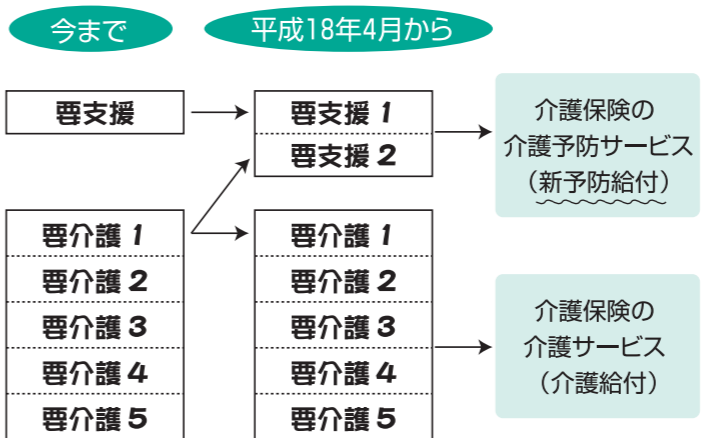 今まで
平成18年4月から
要支援
要支援 1
要支援 2
介護保険の
介護予防サービス
（新予防給付）
要介護 1
要介護 2
要介護 3
要介護 4
要介護 5
要介護 1
要介護 2
要介護 3
要介護 4
要介護 5
介護保険の
介護サービス
（介護給付）